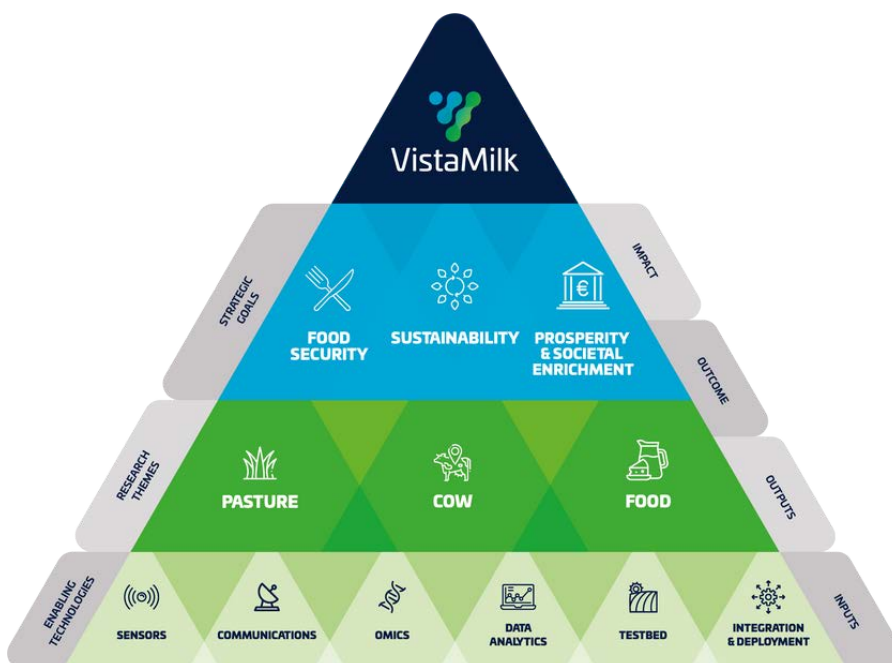 VistaMilk
STRATEGIC
GOALS
IMPACT
€
FOOD
SECURITY
SUSTAINABILITY
PROSPERITY
& SOCIETAL
ENRICHMENT
OUTCOME
RESEARCH
THEMES
PASTURE
COW
FOOD
OUTPUTS
ENABLING
TECHNOLOGIES
SENSORS
COMMUNICATIONS
OMICS
DATA
ANALYTICS
TESTBED
INTEGRATION
& DEPLOYMENT
INPUTS